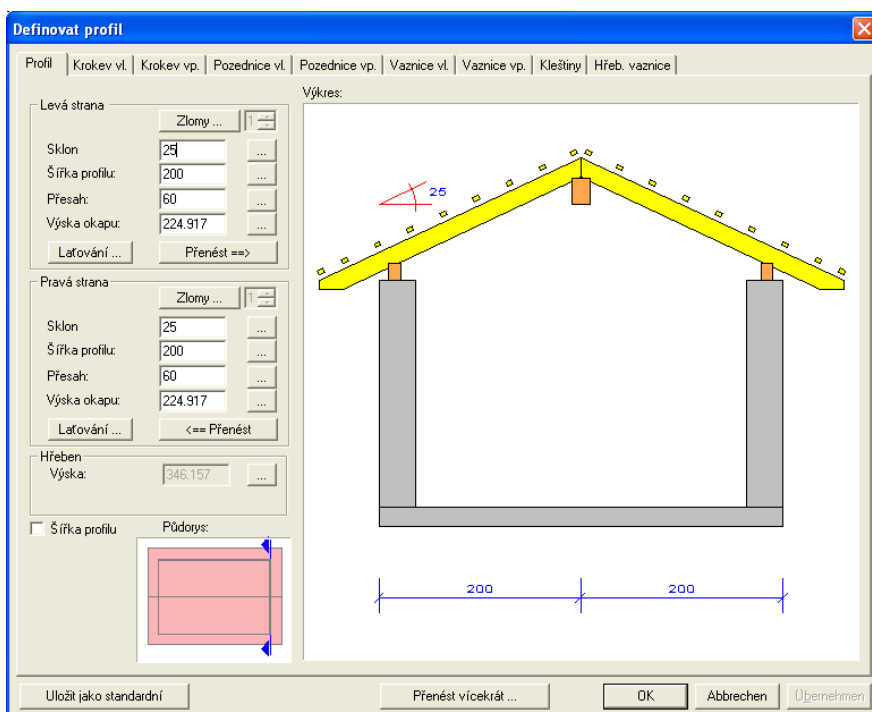 Definovat profil
Profil Krokev vl. Krokev vp. Pozednice vl. Pozednice vp. Vaznice vl. Vaznice vp. Kleštiny Hřeb. vaznice
Levá strana
Zlomy ... 1
Sklon 25 ...
Šířka profilu: 200 ...
Přesah: 60 ...
Výska okapu: 224.917 ...
Laťování ... Přenést ==>
Pravá strana
Zlomy ... 1
Sklon 25 ...
Šířka profilu: 200 ...
Přesah: 60 ...
Výska okapu: 224.917 ...
Laťování ... <== Přenést
Hřeben
Výska: 346.157 ...
Šířka profilu Půdorys:
Výkres:
25
200 200
Uložit jako standardní Přenést vícekrát ... OK Abbrechen Übernehmen